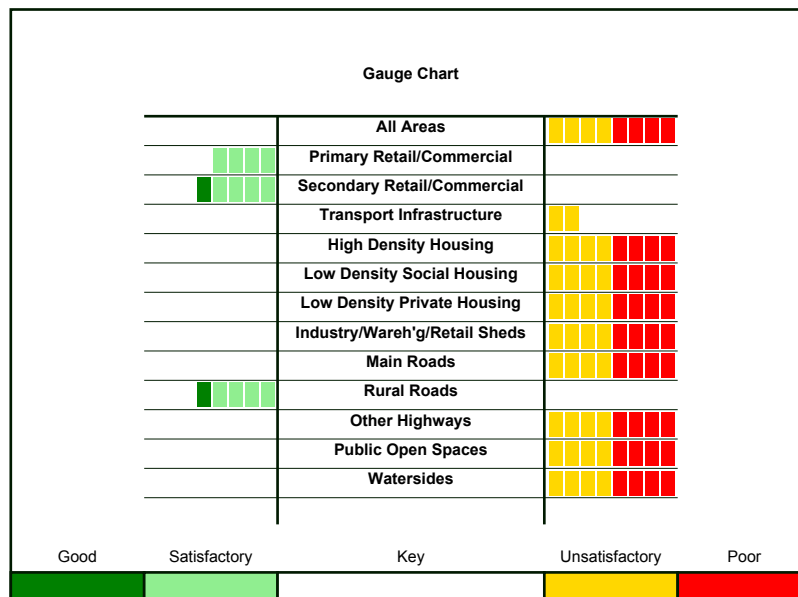 Gauge Chart
All Areas
Primary Retail/Commercial
Secondary Retail/Commercial
Transport Infrastructure
High Density Housing
Low Density Social Housing
Low Density Private Housing
Industry/Wareh'g/Retail Sheds
Main Roads
Rural Roads
Other Highways
Public Open Spaces
Watersides
Good Satisfactory Key Unsatisfactory Poor